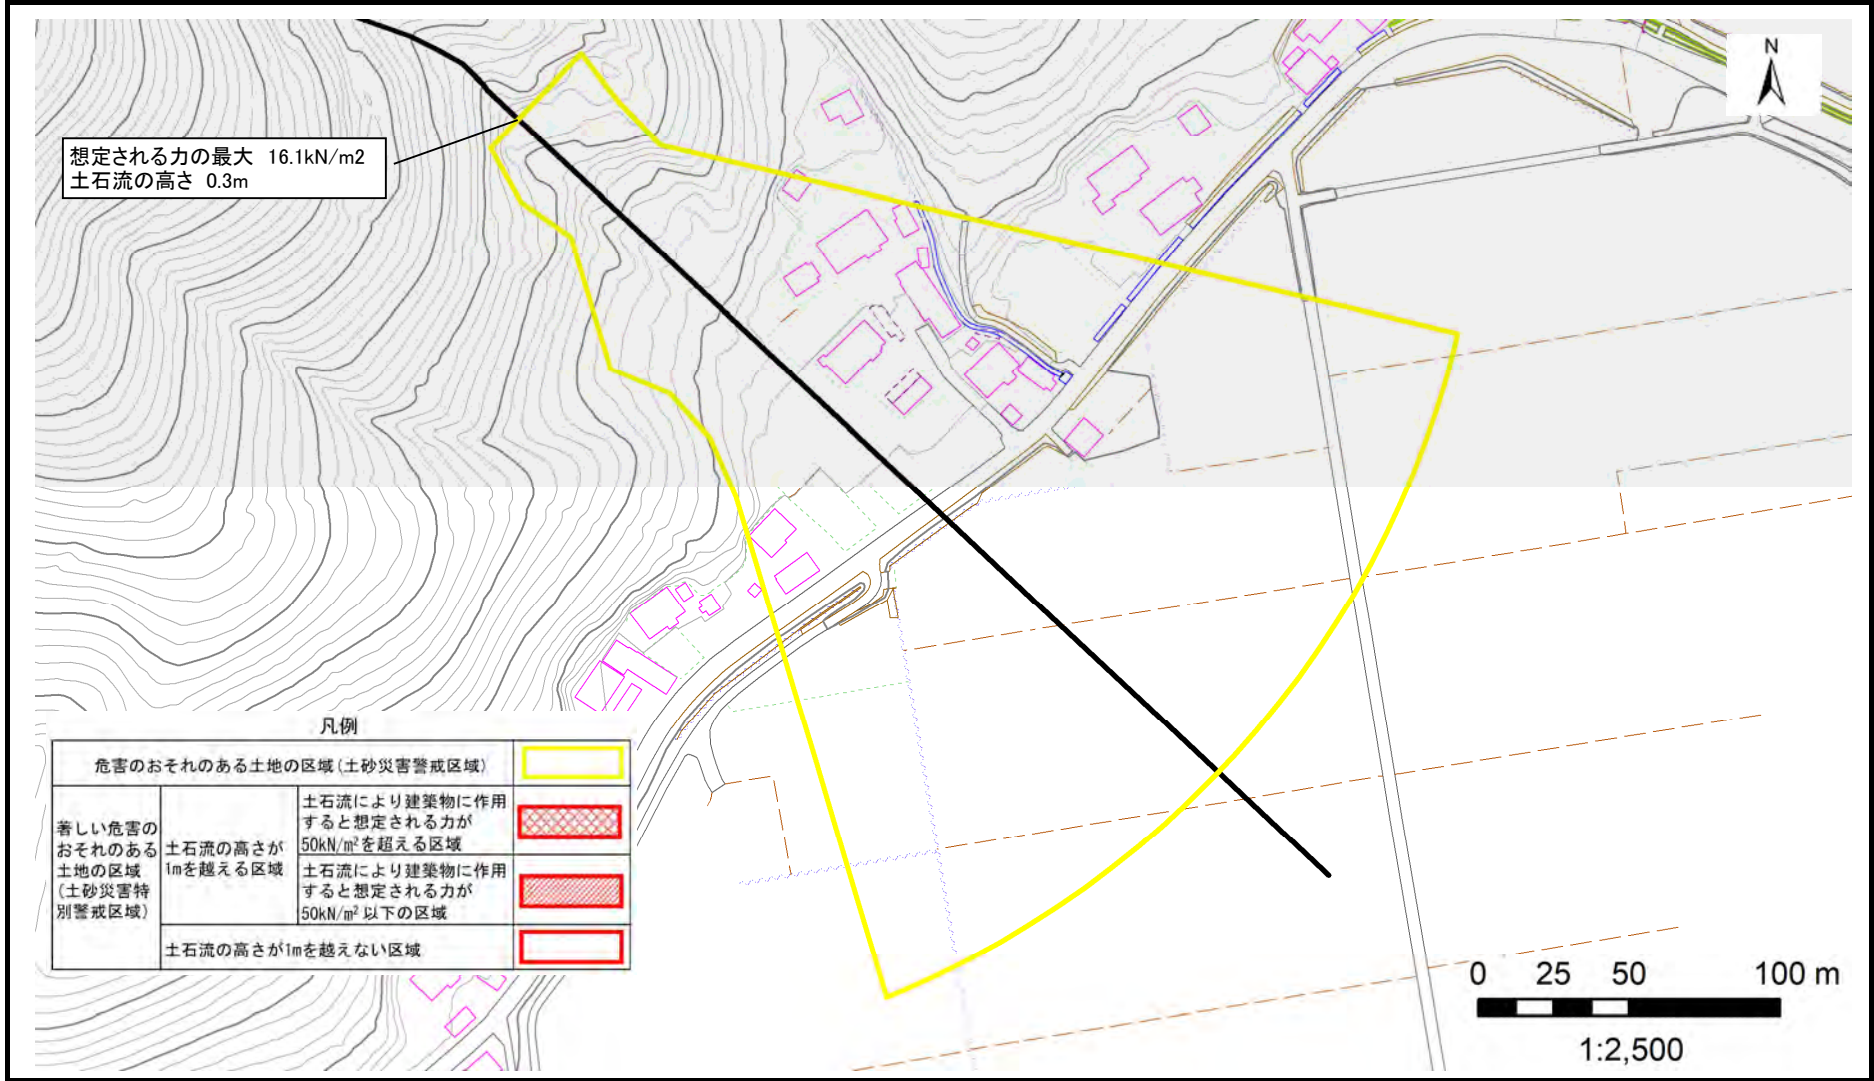 N
想定される力の最大 16.1kN/m2
土石流の高さ 0.3m
凡例
危害のおそれのある土地の区域(土砂災害警戒区域)
著しい危害の
おそれのある
土地の区域
(土砂災害特
別警戒区域)
土石流の高さが
1mを越える区域
土石流により建築物に作用
すると想定される力が
50kN/m²を超える区域
土石流により建築物に作用
すると想定される力が
50kN/m²以下の区域
土石流の高さが1mを越えない区域
0 25 50 100 m
1:2,500